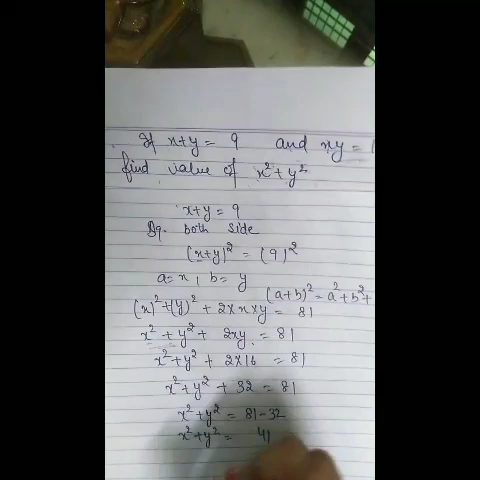 If x+y = 9 and xy = 1
find value of x²+y²
x+y = 9
Sq. both side
(x+y)² = (9)²
a=x, b=y
(a+b)² = a²+b²+
(x)²+(y)²+2×x×y = 81
x²+y²+ 2xy = 81
x²+y² + 2×16 = 81
x²+y² + 32 = 81
x²+y² = 81-32
x²+y² = 41